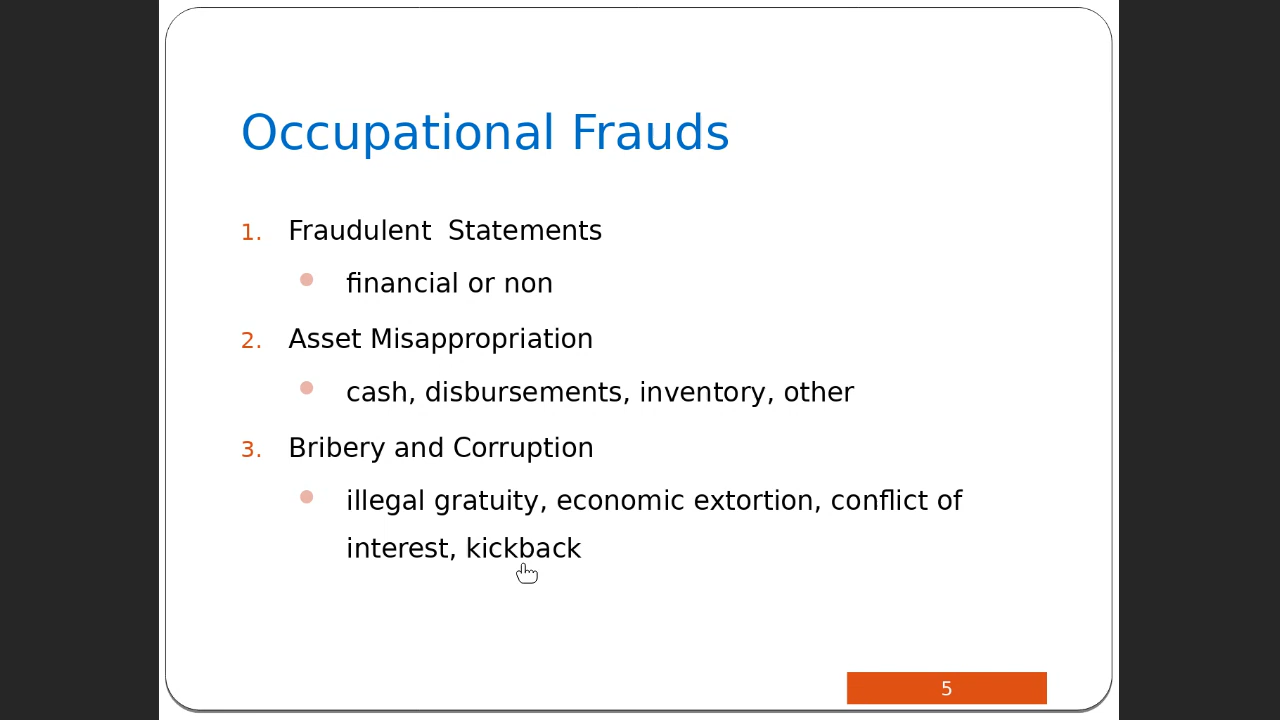 Occupational Frauds
1. Fraudulent  Statements
financial or non
2. Asset Misappropriation
cash, disbursements, inventory, other
3. Bribery and Corruption
illegal gratuity, economic extortion, conflict of
interest, kickback
5